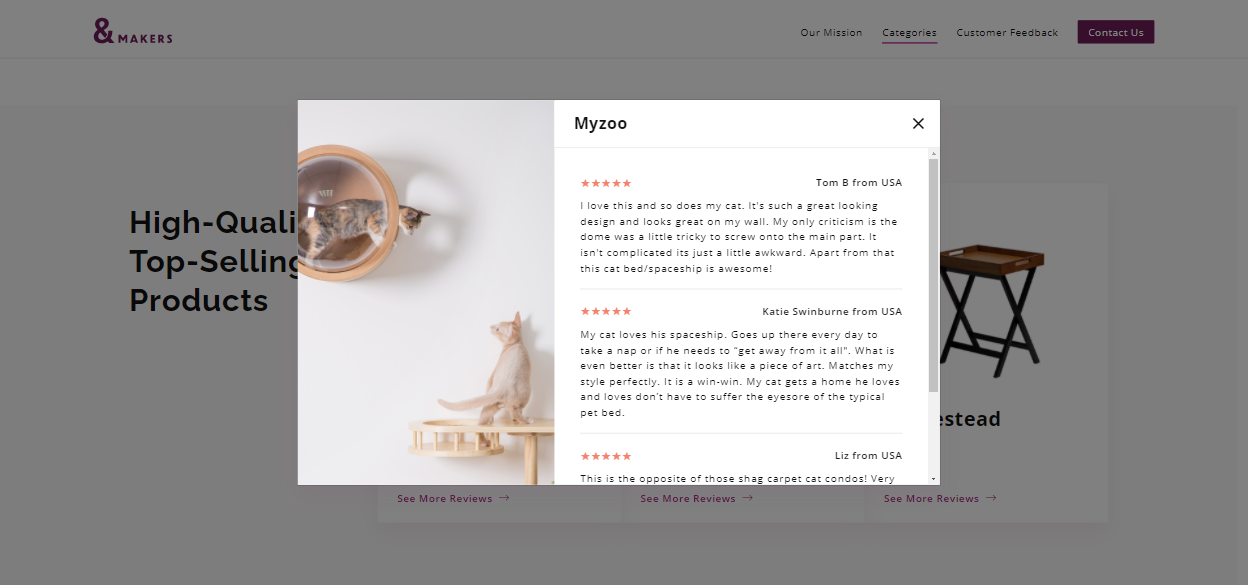 & MAKERS
Our Mission Categories Customer Feedback Contact Us
High-Quali
Top-Selling
Products
Myzoo
★★★★★ Tom B from USA
I love this and so does my cat. It's such a great looking
design and looks great on my wall. My only criticism is the
dome was a little tricky to screw onto the main part. It
isn't complicated its just a little awkward. Apart from that
this cat bed/spaceship is awesome!
★★★★★ Katie Swinburne from USA
My cat loves his spaceship. Goes up there every day to
take a nap or if he needs to “get away from it all”. What is
even better is that it looks like a piece of art. Matches my
style perfectly. It is a win-win. My cat gets a home he loves
and loves don’t have to suffer the eyesore of the typical
pet bed.
★★★★★ Liz from USA
This is the opposite of those shag carpet cat condos! Very
estead
See More Reviews → See More Reviews → See More Reviews →